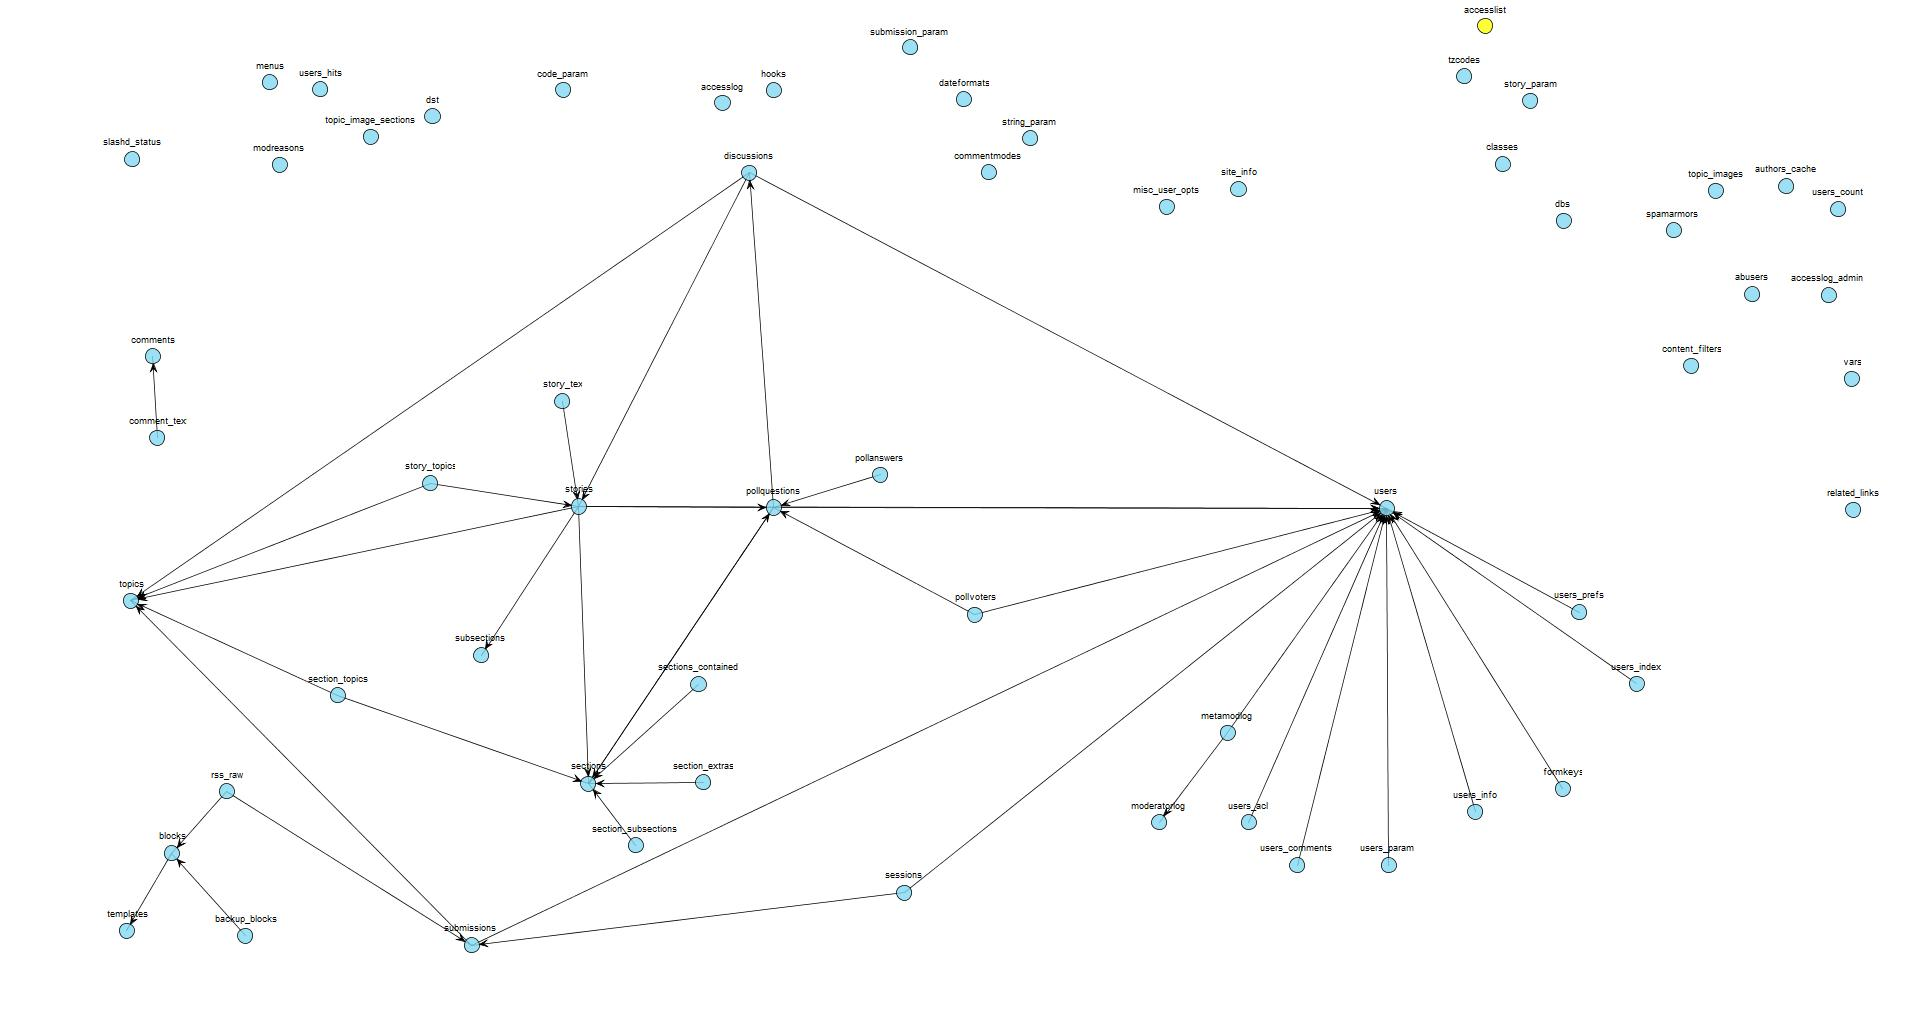 accesslist
submission_param
tzcodes
menus
users_hits
code_param
hooks
accesslog
dateformats
story_param
dst
topic_image_sections
string_param
slashd_status
modreasons
discussions
commentmodes
classes
site_info
misc_user_opts
topic_images
authors_cache
users_count
dbs
spamarmors
abusers
accesslog_admin
comments
content_filters
vars
story_tex
comment_tex
pollanswers
story_topics
stories
pollquestions
users
related_links
topics
pollvoters
users_prefs
subsections
sections_contained
users_index
section_topics
metamodlog
sections
section_extras
rss_raw
formkeys
users_info
moderatorlog
users_acl
section_subsections
blocks
users_comments
users_param
sessions
templates
backup_blocks
submissions